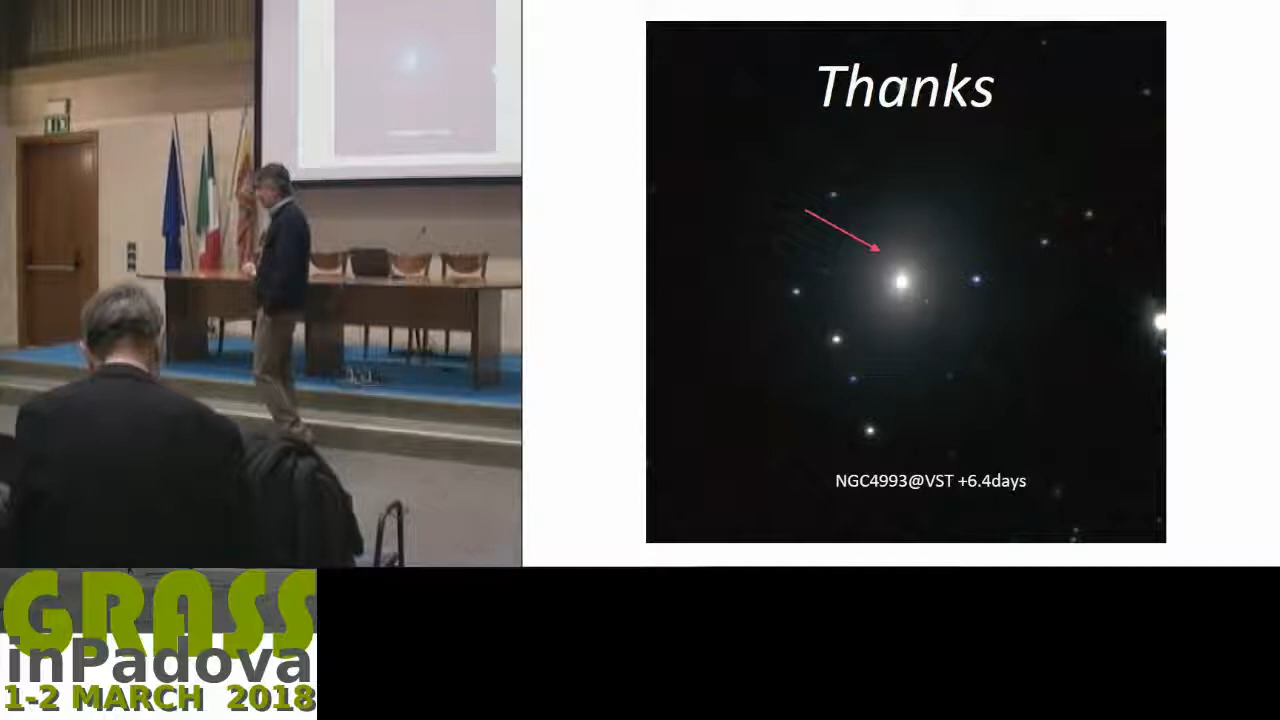 Thanks
NGC4993@VST +6.4days
GRASS
inPadova
1-2 MARCH 2018